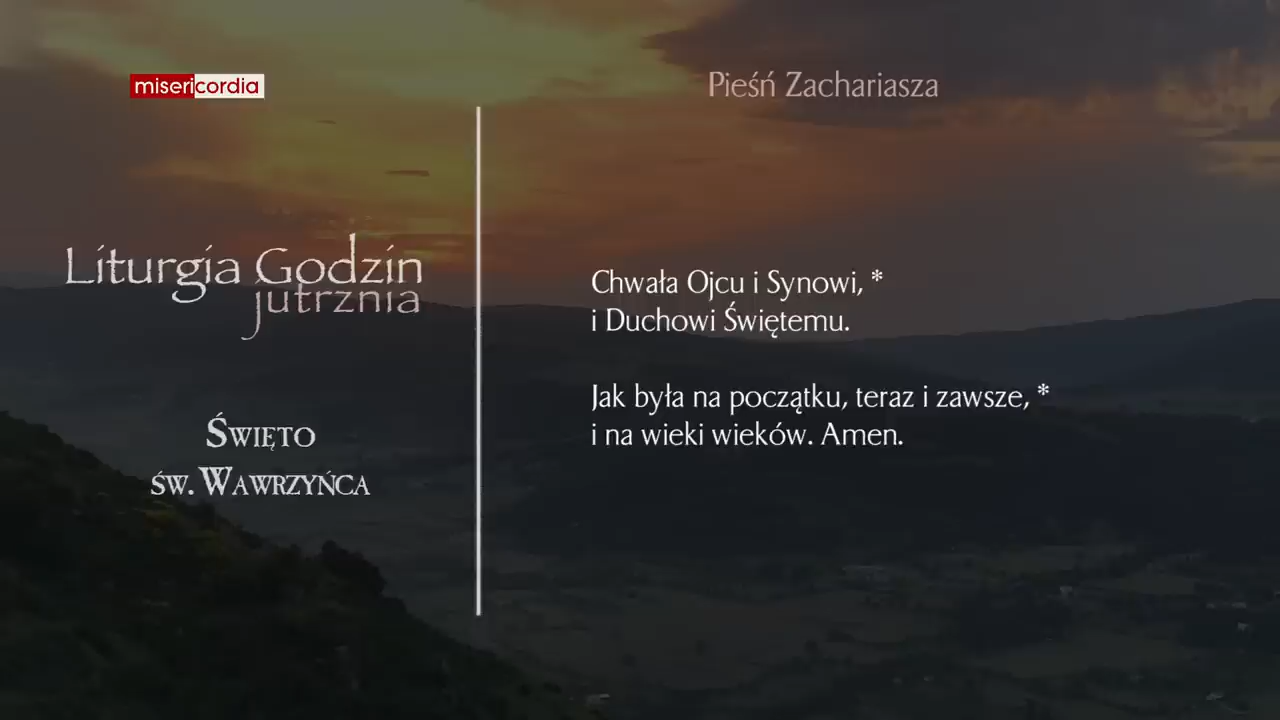 misericordia
Pieśń Zachariasza
Liturgia Godzin
jutrznia
Święto
św. Wawrzyńca
Chwała Ojcu i Synowi, *
i Duchowi Świętemu.
Jak była na początku, teraz i zawsze, *
i na wieki wieków. Amen.